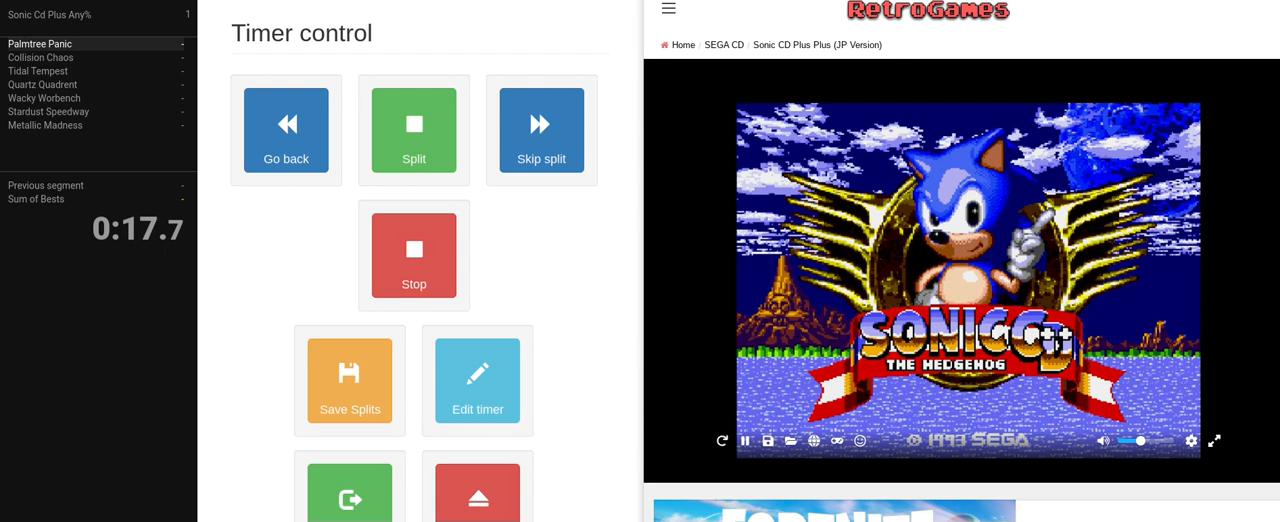 Sonic Cd Plus Any% 1
Palmtree Panic -
Collision Chaos -
Tidal Tempest -
Quartz Quadrent -
Wacky Worbench -
Stardust Speedway -
Metallic Madness -
Previous segment -
Sum of Bests -
0:17.7
Timer control
Go back
Split
Skip split
Stop
Save Splits
Edit timer
RetroGames
Home / SEGA CD / Sonic CD Plus Plus (JP Version)
SONIC CD++
THE HEDGEHOG
© 1993 SEGA
FORTNITE